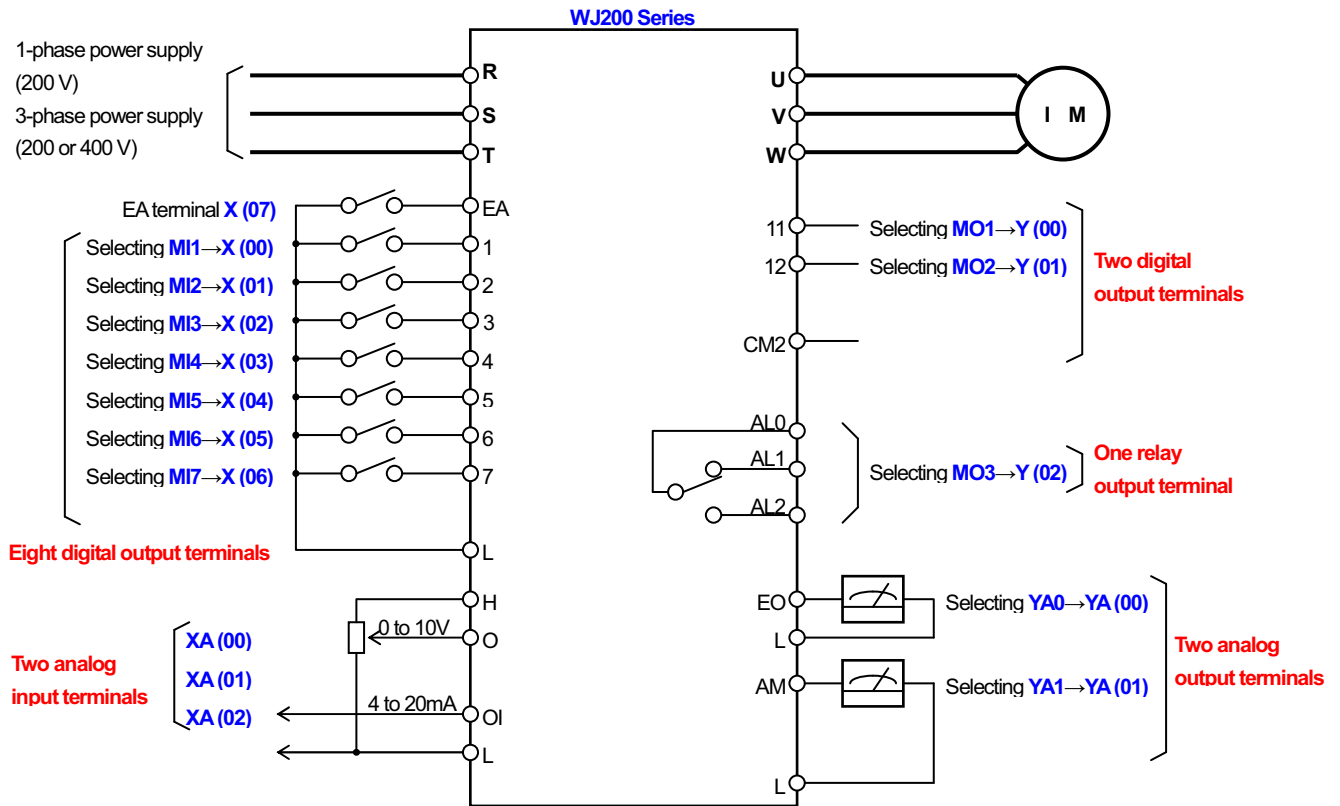 WJ200 Series
1-phase power supply
(200 V)
3-phase power supply
(200 or 400 V)
R
S
T
U
V
W
I M
EA terminal X (07)
EA
Selecting MI1→X (00)
1
Selecting MI2→X (01)
2
Selecting MI3→X (02)
3
Selecting MI4→X (03)
4
Selecting MI5→X (04)
5
Selecting MI6→X (05)
6
Selecting MI7→X (06)
7
Eight digital output terminals
L
H
0 to 10V
O
4 to 20mA
OI
L
Two analog
input terminals
XA (00)
XA (01)
XA (02)
11
Selecting MO1→Y (00)
12
Selecting MO2→Y (01)
CM2
Two digital
output terminals
AL0
AL1
AL2
Selecting MO3→Y (02)
One relay
output terminal
EO
Selecting YA0→YA (00)
L
AM
Selecting YA1→YA (01)
L
Two analog
output terminals